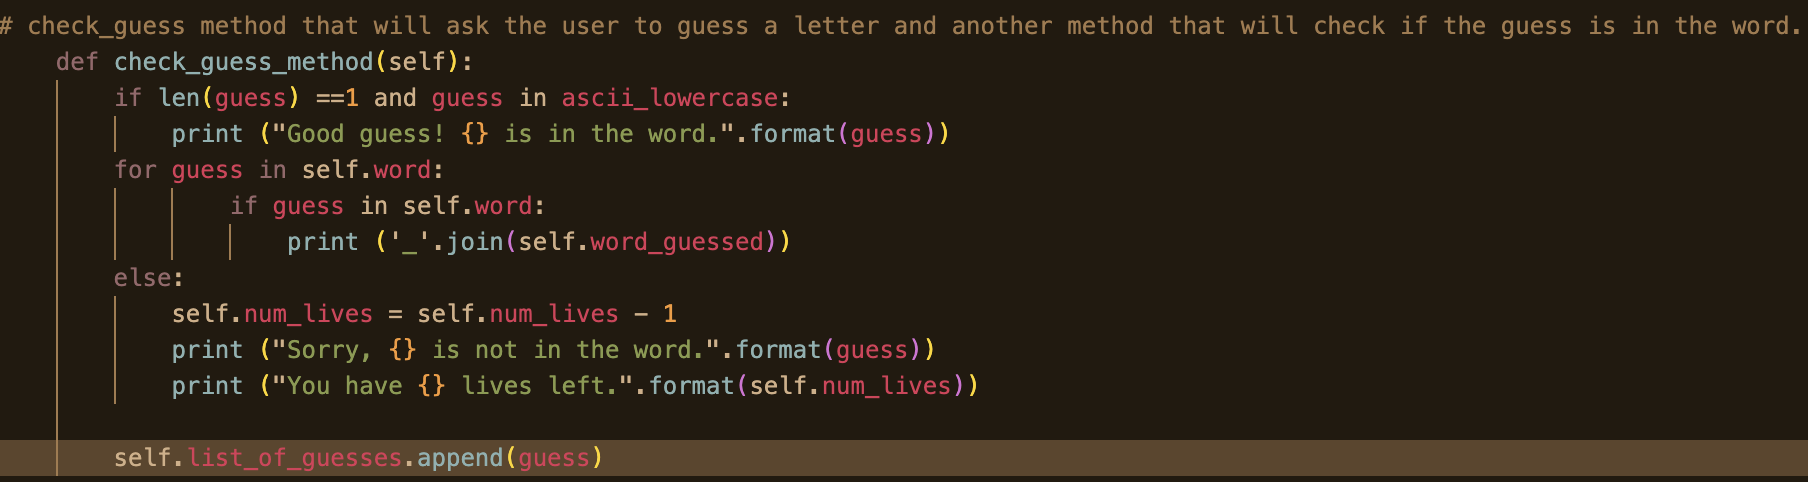 # check_guess method that will ask the user to guess a letter and another method that will check if the guess is in the word.
def check_guess_method(self):
if len(guess) ==1 and guess in ascii_lowercase:
print ("Good guess! {} is in the word.".format(guess))
for guess in self.word:
if guess in self.word:
print ('_'.join(self.word_guessed))
else:
self.num_lives = self.num_lives - 1
print ("Sorry, {} is not in the word.".format(guess))
print ("You have {} lives left.".format(self.num_lives))
self.list_of_guesses.append(guess)